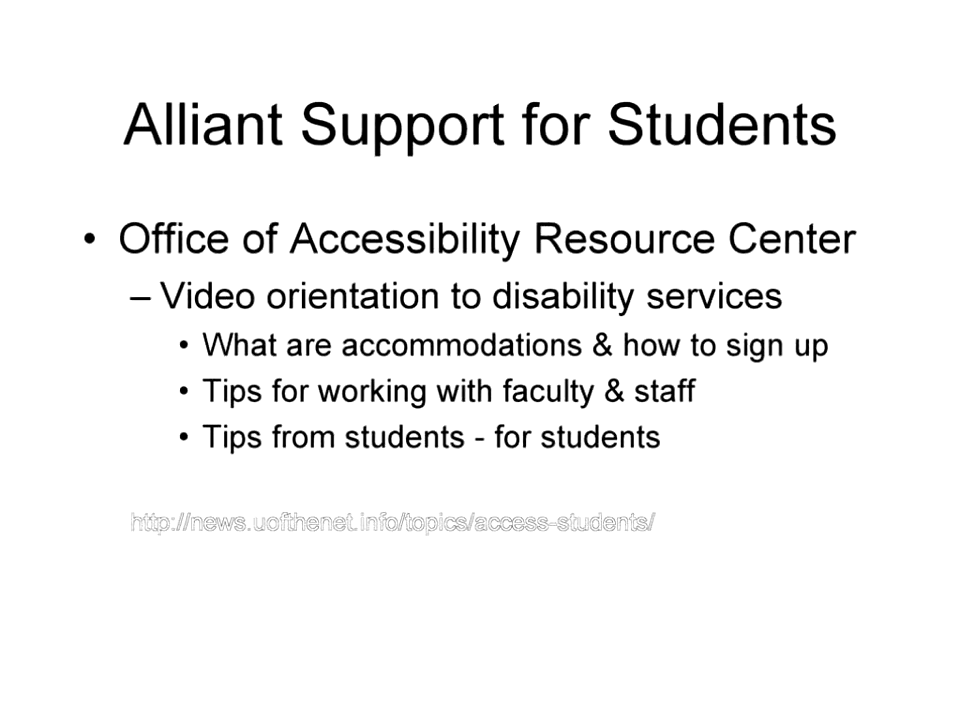 Alliant Support for Students
• Office of Accessibility Resource Center
– Video orientation to disability services
• What are accommodations & how to sign up
• Tips for working with faculty & staff
• Tips from students - for students
http://news.uofthenet.info/topics/access-students/